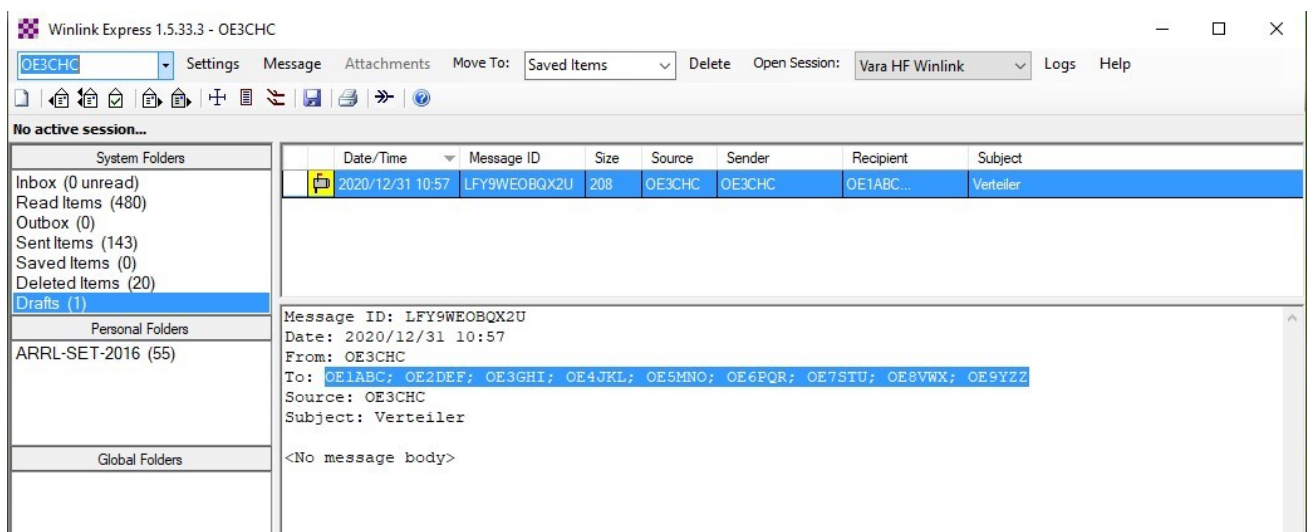 Winlink Express 1.5.33.3 - OE3CHC
OE3CHC Settings Message Attachments Move To: Saved Items Delete Open Session: Vara HF Winlink Logs Help
No active session...
System Folders
Inbox (0 unread)
Read Items (480)
Outbox (0)
Sent Items (143)
Saved Items (0)
Deleted Items (20)
Drafts (1)
Personal Folders
ARRL-SET-2016 (55)
Global Folders
Date/Time Message ID Size Source Sender Recipient Subject
2020/12/31 10:57 LFY9WEOBQX2U 208 OE3CHC OE3CHC OE1ABC... Verteiler
Message ID: LFY9WEOBQX2U
Date: 2020/12/31 10:57
From: OE3CHC
To: OE1ABC; OE2DEF; OE3GHI; OE4JKL; OE5MNO; OE6PQR; OE7STU; OE8VWX; OE9YZZ
Source: OE3CHC
Subject: Verteiler
<No message body>